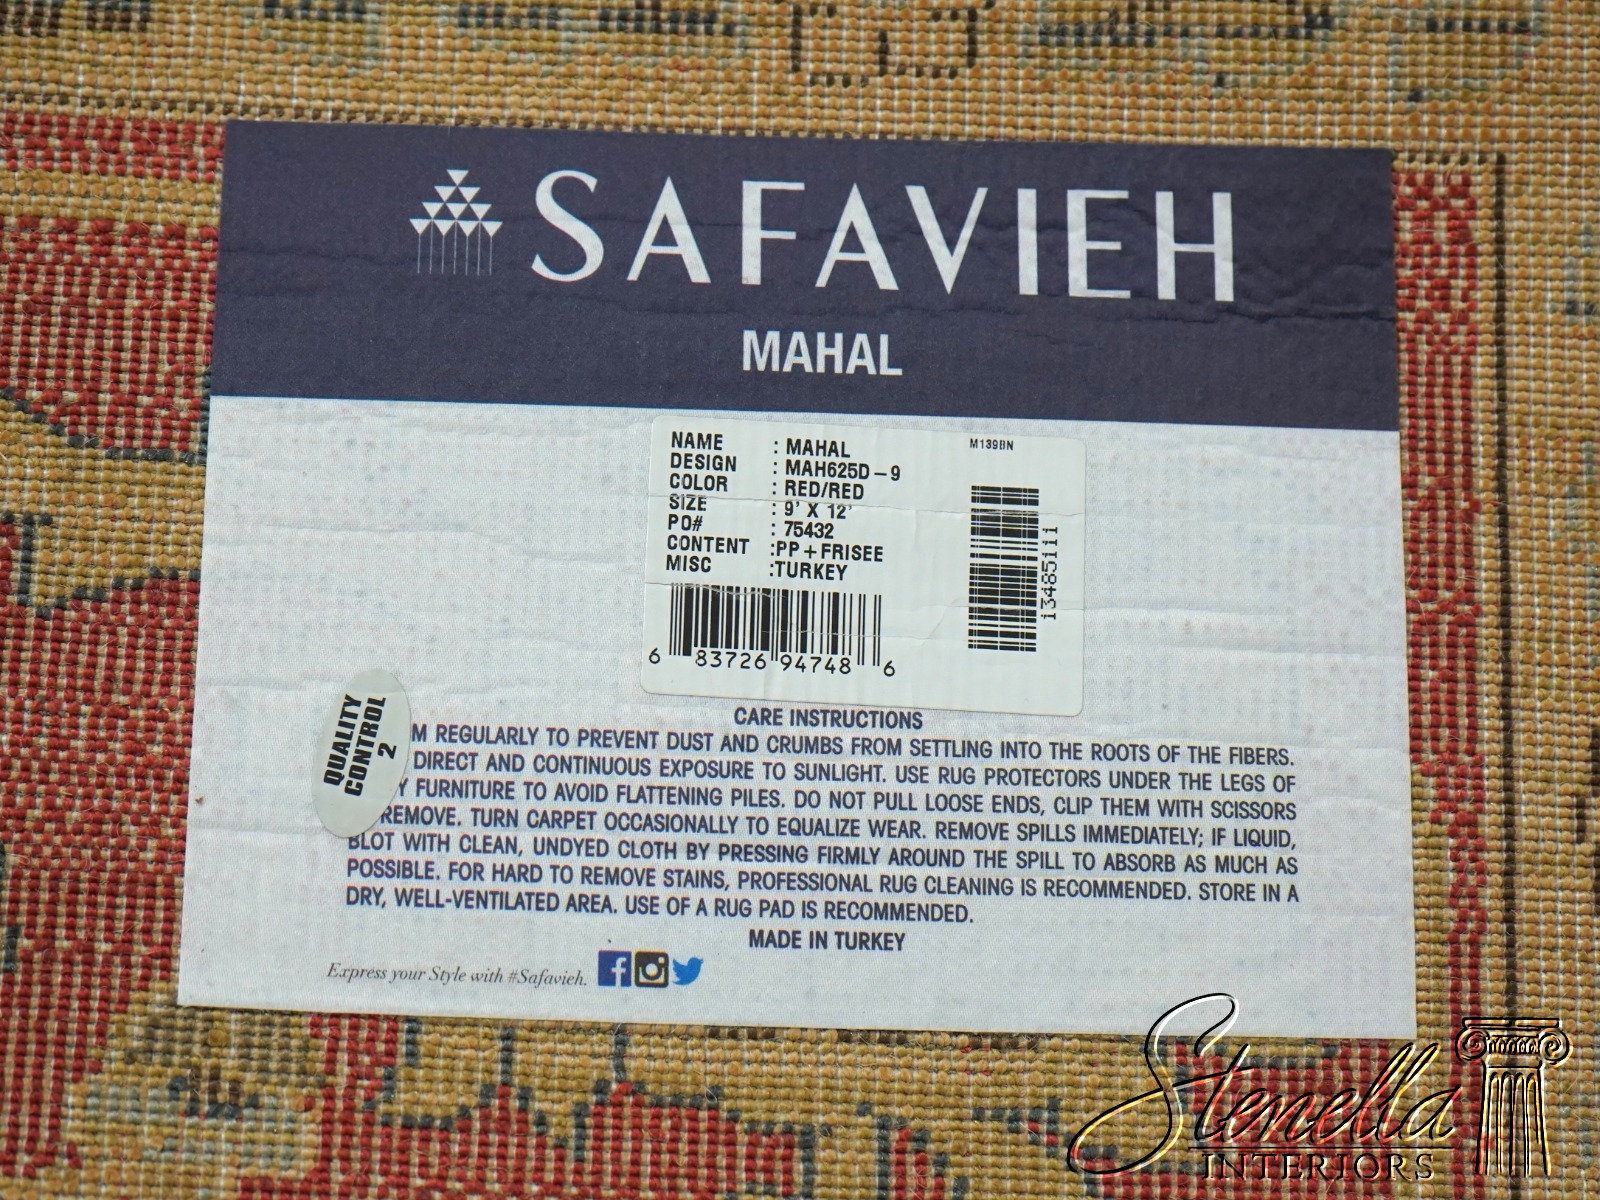 SAFAVIEH
MAHAL
NAME : MAHAL
DESIGN : MAH625D-9
COLOR : RED/RED
SIZE : 9' X 12'
PO# : 75432
CONTENT :PP+FRISEE
MISC :TURKEY
6 83726 94748 6
M139BN
13485111
QUALITY
CONTROL
2
CARE INSTRUCTIONS
M REGULARLY TO PREVENT DUST AND CRUMBS FROM SETTLING INTO THE ROOTS OF THE FIBERS.
DIRECT AND CONTINUOUS EXPOSURE TO SUNLIGHT. USE RUG PROTECTORS UNDER THE LEGS OF
Y FURNITURE TO AVOID FLATTENING PILES. DO NOT PULL LOOSE ENDS, CLIP THEM WITH SCISSORS
REMOVE. TURN CARPET OCCASIONALLY TO EQUALIZE WEAR. REMOVE SPILLS IMMEDIATELY; IF LIQUID,
BLOT WITH CLEAN, UNDYED CLOTH BY PRESSING FIRMLY AROUND THE SPILL TO ABSORB AS MUCH AS
POSSIBLE. FOR HARD TO REMOVE STAINS, PROFESSIONAL RUG CLEANING IS RECOMMENDED. STORE IN A
DRY, WELL-VENTILATED AREA. USE OF A RUG PAD IS RECOMMENDED.
MADE IN TURKEY
Express your Style with #Safavieh.
Stenella
INTERIORS